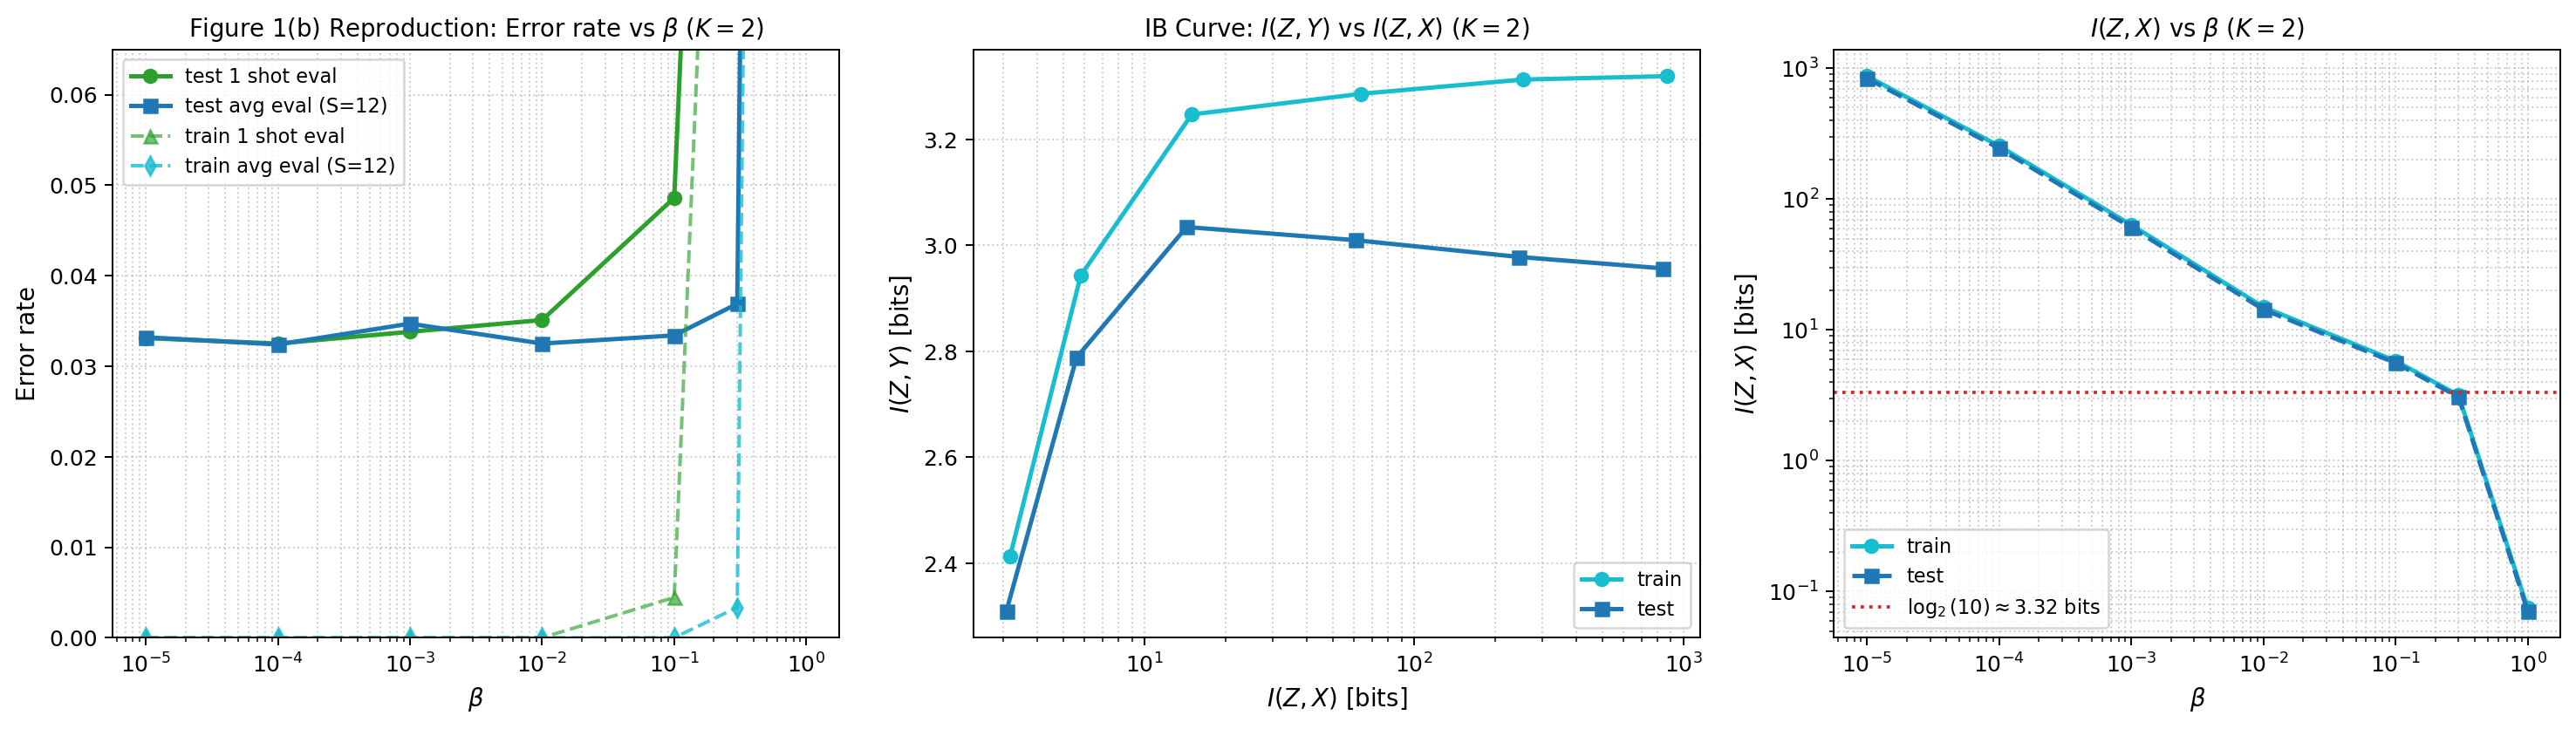 Figure 1(b) Reproduction: Error rate vs β (K = 2)
test 1 shot eval
test avg eval (S=12)
train 1 shot eval
train avg eval (S=12)
0.06
0.05
0.04
0.03
0.02
0.01
0.00
Error rate
10⁻⁵ 10⁻⁴ 10⁻³ 10⁻² 10⁻¹ 10⁰
β
IB Curve: I(Z, Y) vs I(Z, X) (K = 2)
3.2
3.0
2.8
2.6
2.4
I(Z, Y) [bits]
train
test
10¹ 10² 10³
I(Z, X) [bits]
I(Z, X) vs β (K = 2)
10³
10²
10¹
10⁰
10⁻¹
I(Z, X) [bits]
train
test
log₂(10) ≈ 3.32 bits
10⁻⁵ 10⁻⁴ 10⁻³ 10⁻² 10⁻¹ 10⁰
β